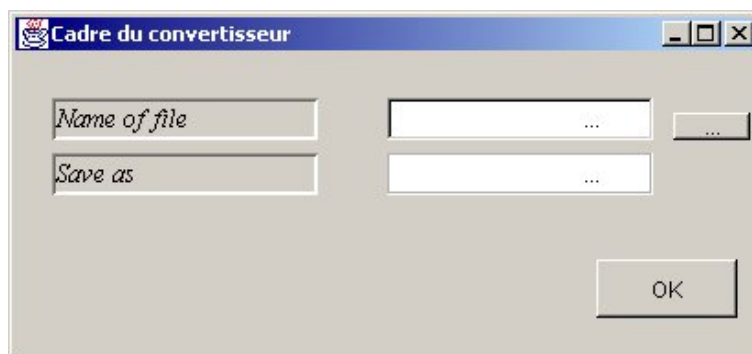 Cadre du convertisseur
Name of file
...
...
Save as
...
OK